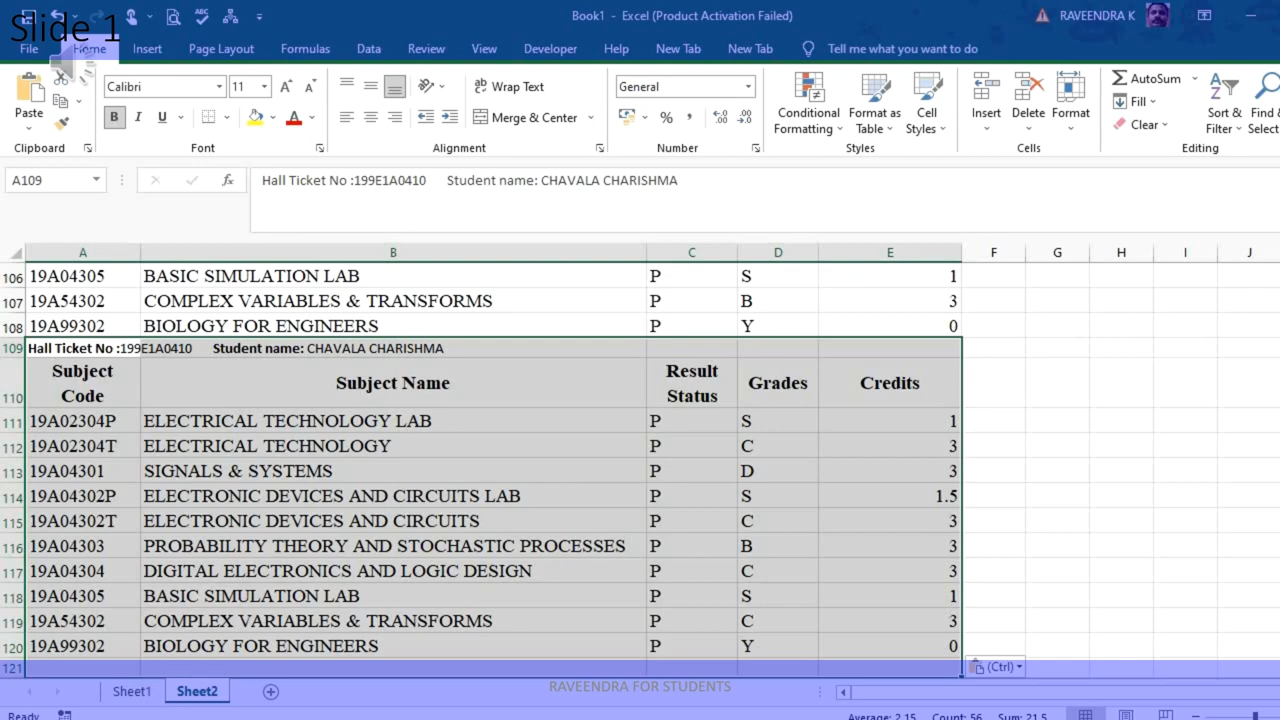 Slide 1
ABC
Book1 - Excel (Product Activation Failed)
RAVEENDRA K
File Home Insert Page Layout Formulas Data Review View Developer Help New Tab New Tab Tell me what you want to do
Calibri 11 Wrap Text General AutoSum
Paste Merge & Center Conditional Formatting Format as Table Cell Styles Insert Delete Format Fill Clear Sort & Filter Find & Select
Clipboard Font Alignment Number Styles Cells Editing
A109 fx Hall Ticket No :199E1A0410 Student name: CHAVALA CHARISHMA
A B C D E F G H I J
106 19A04305 BASIC SIMULATION LAB P S 1
107 19A54302 COMPLEX VARIABLES & TRANSFORMS P B 3
108 19A99302 BIOLOGY FOR ENGINEERS P Y 0
109 Hall Ticket No :199E1A0410 Student name: CHAVALA CHARISHMA
110 Subject Code Subject Name Result Status Grades Credits
111 19A02304P ELECTRICAL TECHNOLOGY LAB P S 1
112 19A02304T ELECTRICAL TECHNOLOGY P C 3
113 19A04301 SIGNALS & SYSTEMS P D 3
114 19A04302P ELECTRONIC DEVICES AND CIRCUITS LAB P S 1.5
115 19A04302T ELECTRONIC DEVICES AND CIRCUITS P C 3
116 19A04303 PROBABILITY THEORY AND STOCHASTIC PROCESSES P B 3
117 19A04304 DIGITAL ELECTRONICS AND LOGIC DESIGN P C 3
118 19A04305 BASIC SIMULATION LAB P S 1
119 19A54302 COMPLEX VARIABLES & TRANSFORMS P C 3
120 19A99302 BIOLOGY FOR ENGINEERS P Y 0
121 (Ctrl)
Sheet1 Sheet2 RAVEENDRA FOR STUDENTS
Ready Average: 2.15 Count: 56 Sum: 21.5